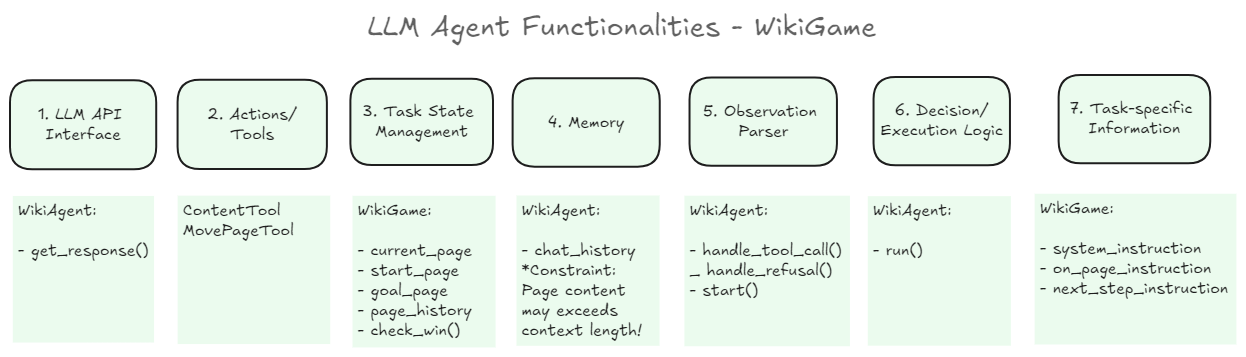 LLM Agent Functionalities - WikiGame
1. LLM API
Interface
2. Actions/
Tools
3. Task State
Management
4. Memory
5. Observation
Parser
6. Decision/
Execution Logic
7. Task-specific
Information
WikiAgent:
- get_response()
ContentTool
MovePageTool
WikiGame:
- current_page
- start_page
- goal_page
- page_history
- check_win()
WikiAgent:
- chat_history
*Constraint:
Page content
may exceeds
context length!
WikiAgent:
- handle_tool_call()
_ handle_refusal()
- start()
WikiAgent:
- run()
WikiGame:
- system_instruction
- on_page_instruction
- next_step_instruction